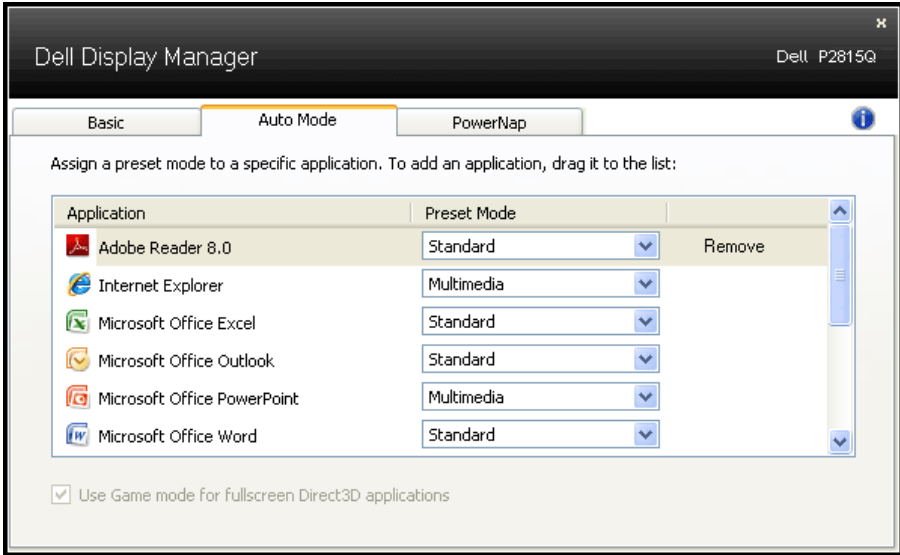 x
Dell Display Manager
Dell P2815Q
Basic
Auto Mode
PowerNap
i
Assign a preset mode to a specific application. To add an application, drag it to the list:
Application Preset Mode
Adobe Reader 8.0 Standard Remove
Internet Explorer Multimedia
Microsoft Office Excel Standard
Microsoft Office Outlook Standard
Microsoft Office PowerPoint Multimedia
Microsoft Office Word Standard
Use Game mode for fullscreen Direct3D applications